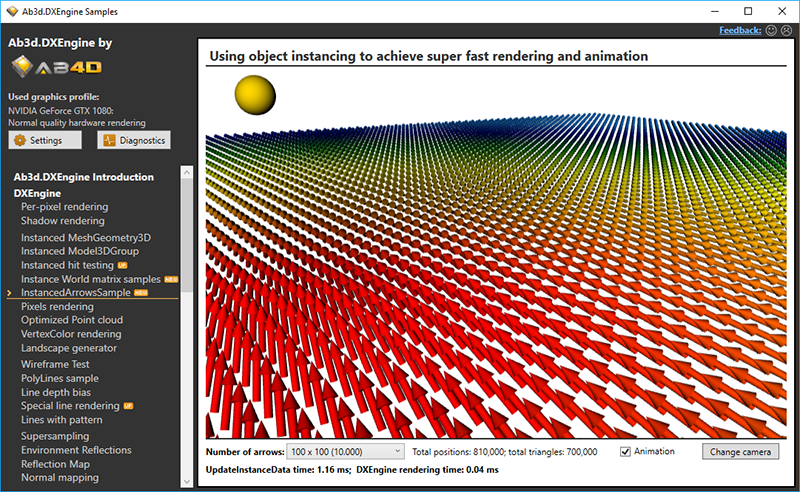 Ab3d.DXEngine Samples
Feedback:
Ab3d.DXEngine by
AB4D
Used graphics profile:
NVIDIA GeForce GTX 1080:
Normal quality hardware rendering
Settings
Diagnostics
Ab3d.DXEngine Introduction
DXEngine
Per-pixel rendering
Shadow rendering
Instanced MeshGeometry3D
Instanced Model3DGroup
Instanced hit testing UP
Instance World matrix samples NEW
InstancedArrowsSample NEW
Pixels rendering
Optimized Point cloud
VertexColor rendering
Landscape generator
Wireframe Test
PolyLines sample
Line depth bias
Special line rendering UP
Lines with pattern
Supersampling
Environment Reflections
Reflection Map
Normal mapping
Using object instancing to achieve super fast rendering and animation
Number of arrows: 100 x 100 (10.000) Total positions: 810,000; total triangles: 700,000 Animation Change camera
UpdateInstanceData time: 1.16 ms; DXEngine rendering time: 0.04 ms